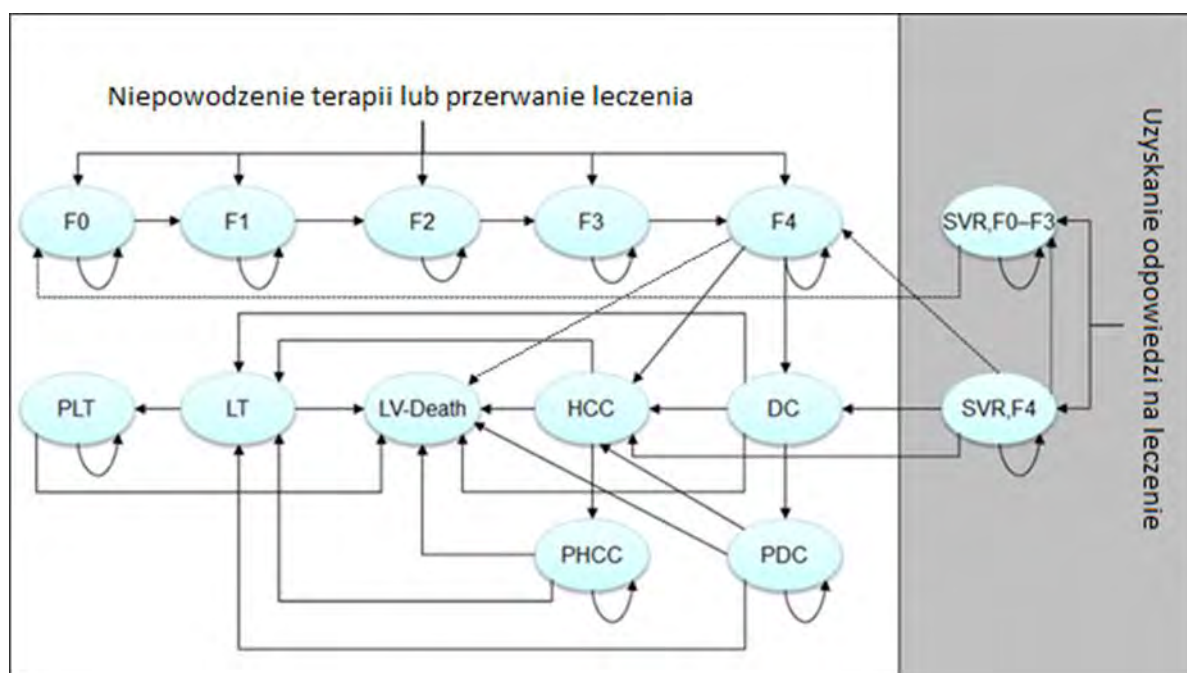 Niepowodzenie terapii lub przerwanie leczenia
F0
F1
F2
F3
F4
SVR,F0–F3
PLT
LT
LV-Death
HCC
DC
SVR,F4
PHCC
PDC
Uzyskanie odpowiedzi na leczenie